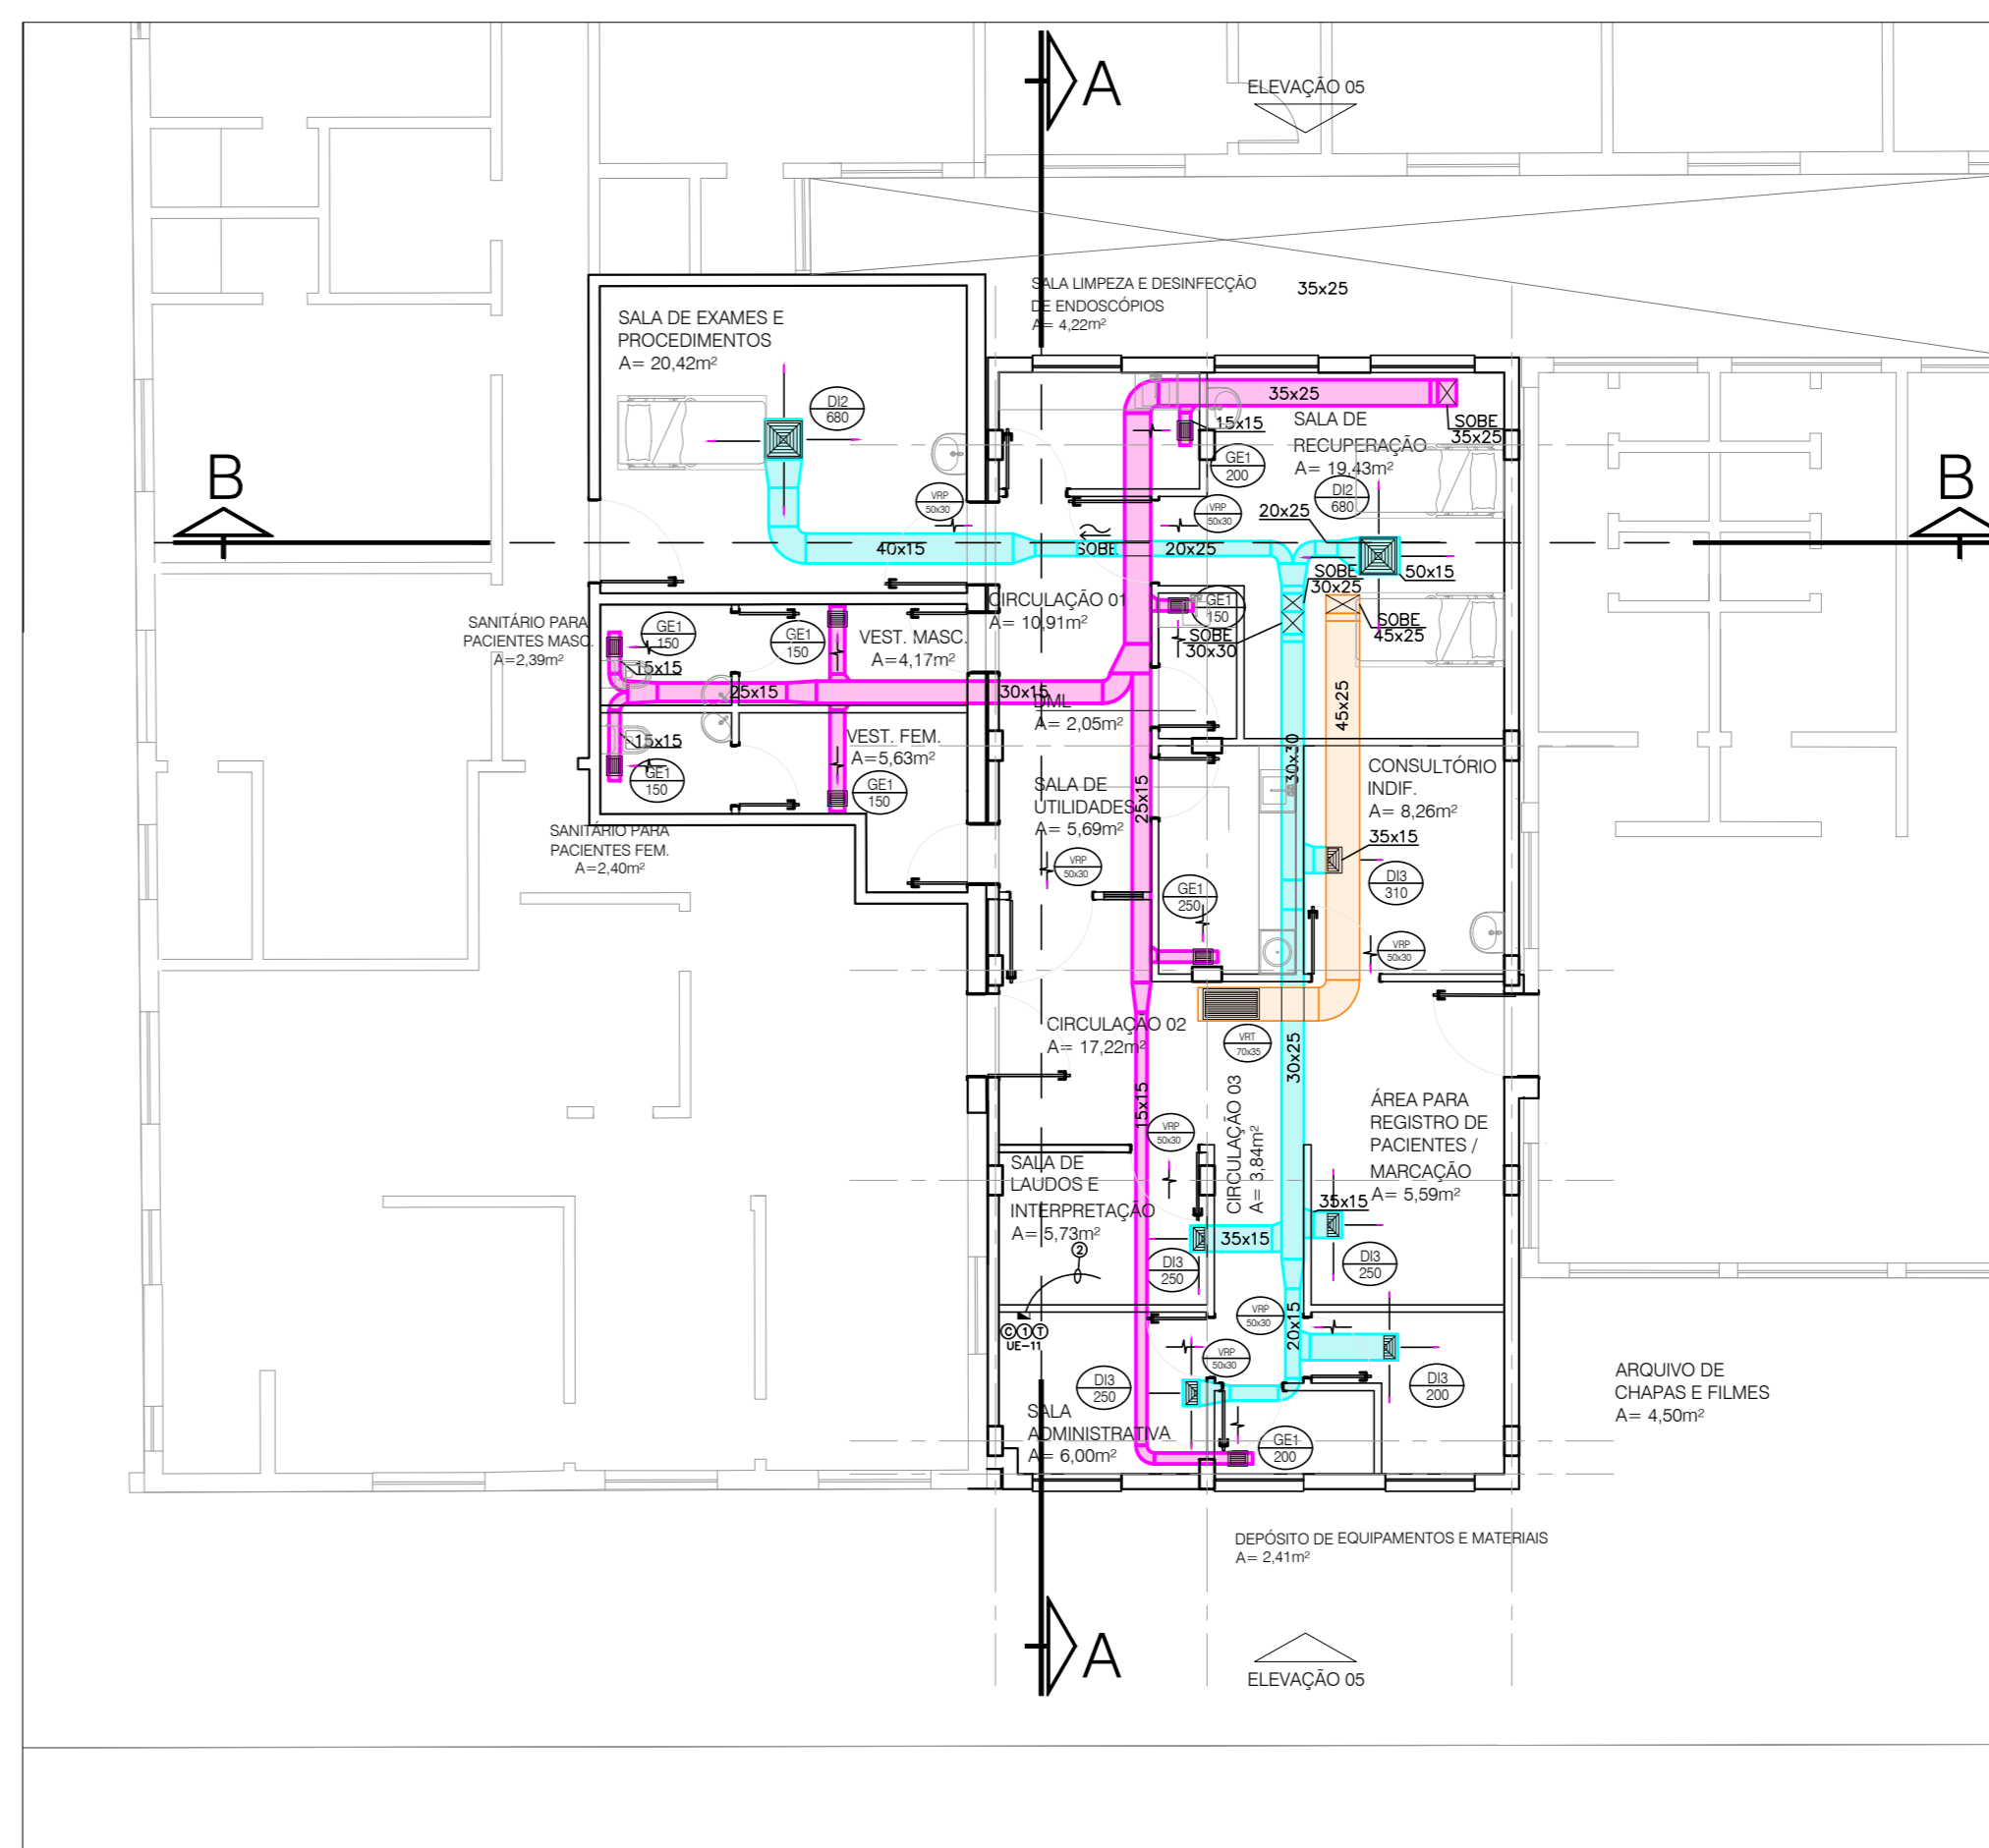 A
ELEVAÇÃO 05
SALA LIMPEZA E DESINFECÇÃO
DE ENDOSCÓPIOS
A= 4,22m²
35x25
SALA DE EXAMES E
PROCEDIMENTOS
A= 20,42m²
DI2
680
35x25
15x15
SALA DE
RECUPERAÇÃO
A= 19,43m²
SOBE
35x25
GE1
200
DI2
680
B
B
VRP
50x30
VRP
50x30
20x25
40x15
SOBE
20x25
50x15
SOBE
30x25
SOBE
45x25
CIRCULAÇÃO 01
A= 10,91m²
GE1
150
SOBE
30x30
SANITÁRIO PARA
PACIENTES MASC.
A=2,39m²
GE1
150
GE1
150
VEST. MASC.
A=4,17m²
15x15
25x15
30x15
DML
A= 2,05m²
45x25
15x15
VEST. FEM.
A=5,63m²
GE1
150
GE1
150
30x30
CONSULTÓRIO
INDIF.
A= 8,26m²
SALA DE
UTILIDADES
A= 5,69m²
25x15
SANITÁRIO PARA
PACIENTES FEM.
A=2,40m²
35x15
VRP
50x30
DI3
310
GE1
250
VRP
50x30
CIRCULAÇÃO 02
A= 17,22m²
VRT
70x35
30x25
15x15
CIRCULAÇÃO 03
A= 3,84m²
ÁREA PARA
REGISTRO DE
PACIENTES /
MARCAÇÃO
A= 5,59m²
VRP
50x30
SALA DE
LAUDOS E
INTERPRETAÇÃO
A= 5,73m²
35x15
35x15
2
DI3
250
DI3
250
VRP
50x30
20x15
C 1 T
UE-11
VRP
50x30
DI3
250
DI3
200
ARQUIVO DE
CHAPAS E FILMES
A= 4,50m²
SALA
ADMINISTRATIVA
A= 6,00m²
GE1
200
DEPÓSITO DE EQUIPAMENTOS E MATERIAIS
A= 2,41m²
A
ELEVAÇÃO 05